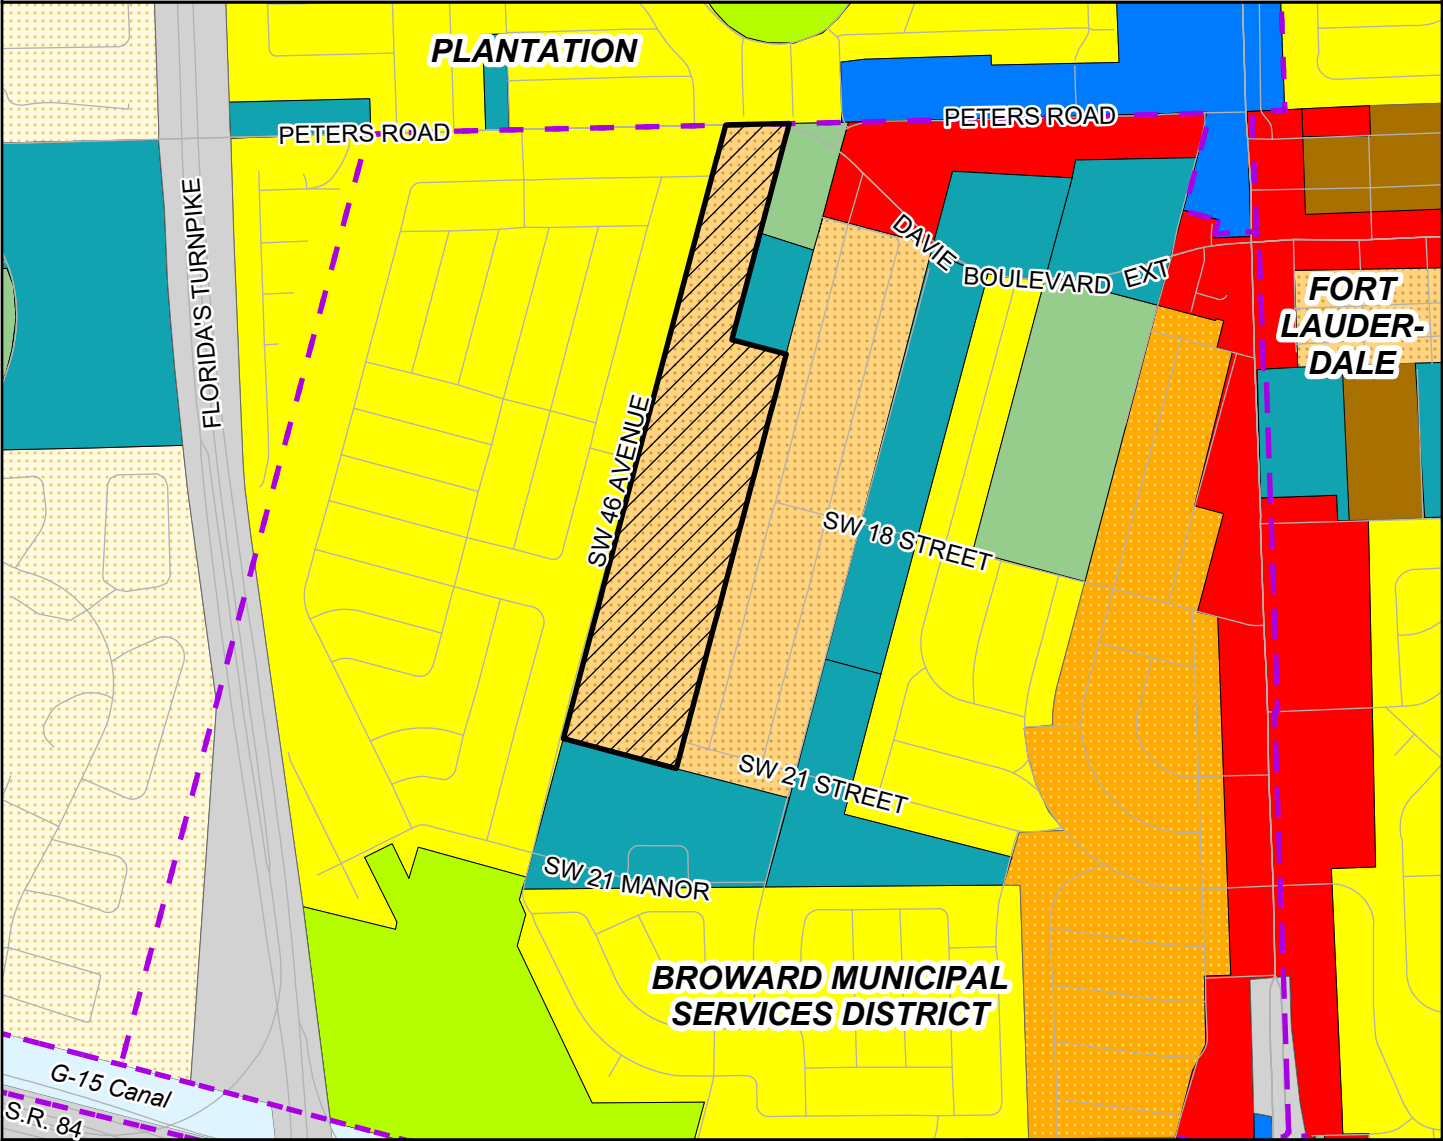 PLANTATION
PETERS ROAD
PETERS ROAD
FLORIDA'S TURNPIKE
DAVIE
BOULEVARD
EXT
FORT
LAUDER-
DALE
SW 46 AVENUE
SW 18 STREET
SW 21 STREET
SW 21 MANOR
BROWARD MUNICIPAL
SERVICES DISTRICT
G-15 Canal
S.R. 84